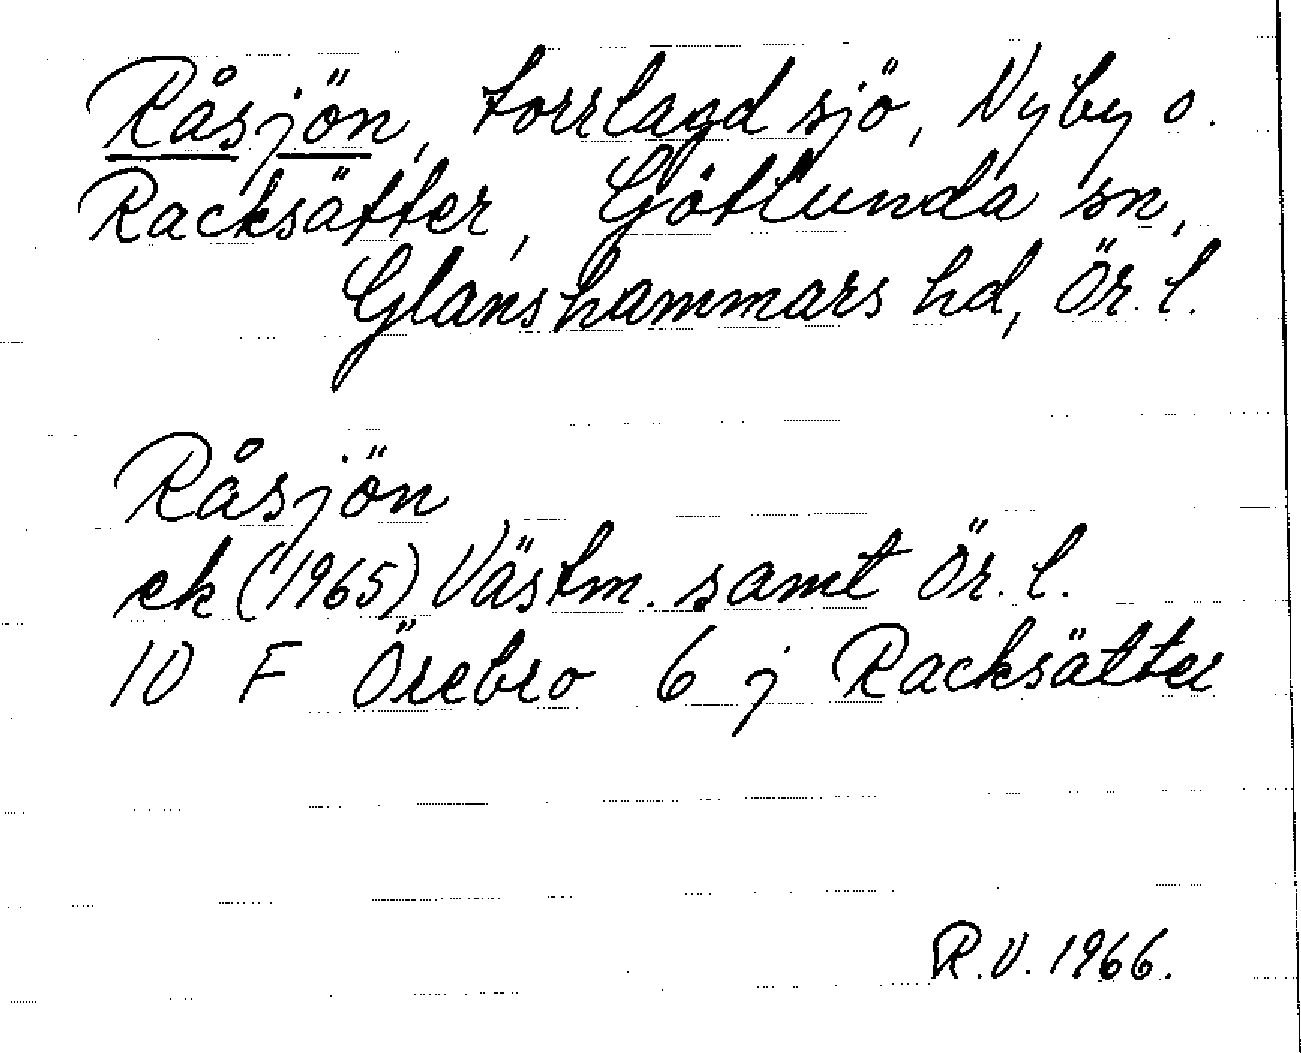 Råsjön, torrlagd sjö, Nyby o.
Racksätter, Götlunda sn,
Glanshammars hd, Ör. l.
Råsjön
ek (1965) Västm. samt Ör. l.
10 F Örebro 6 j Racksätter
R.V. 1966.